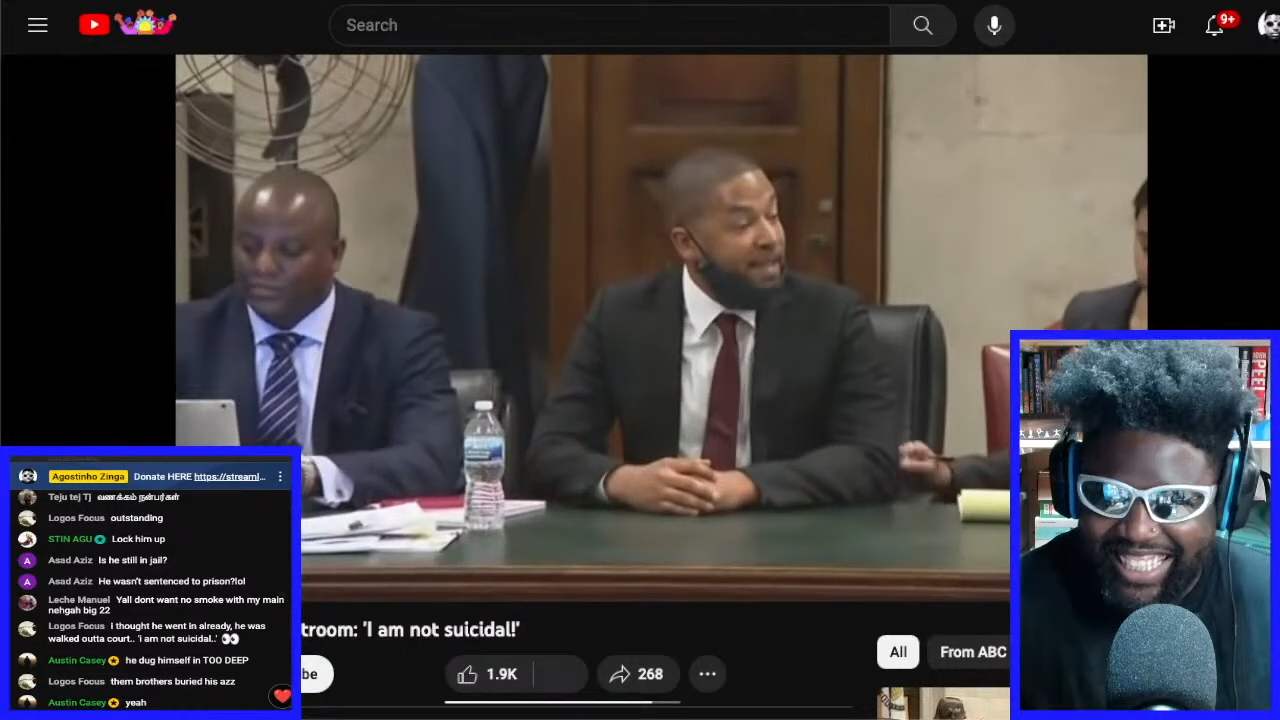 Search
9+
Agostinho Zinga Donate HERE https://streaml...
Teju tej Tj வணக்கம் நண்பர்கள்
Logos Focus outstanding
STIN AGU Lock him up
A Asad Aziz Is he still in jail?
A Asad Aziz He wasn't sentenced to prison?lol
Leche Manuel Yall dont want no smoke with my main
nehgah big 22
Logos Focus I thought he went in already, he was
walked outta court.. 'i am not suicidal..' 👀
Austin Casey he dug himself in TOO DEEP
Logos Focus them brothers buried his azz
Austin Casey yeah
troom: 'I am not suicidal!'
be
1.9K
268
All
From ABC